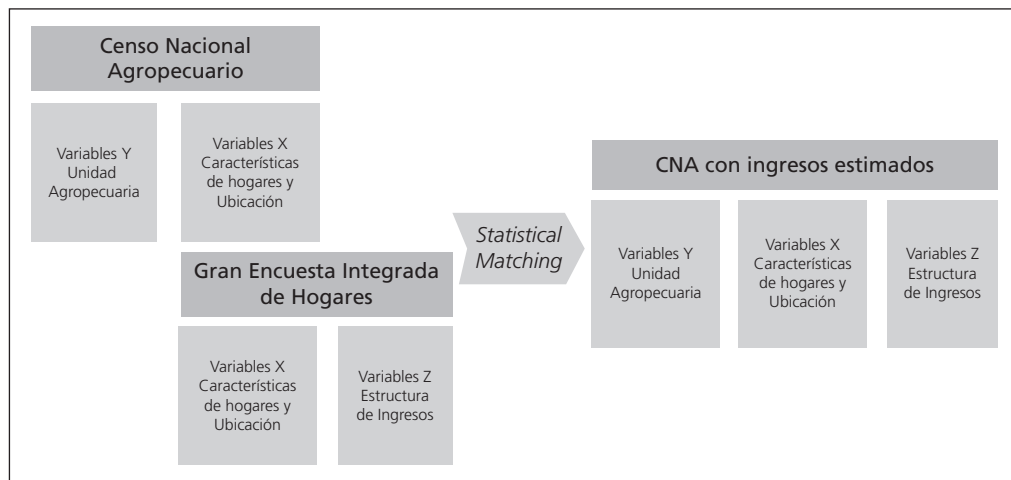 Censo Nacional
Agropecuario
Variables Y
Unidad
Agropecuaria
Variables X
Características
de hogares y
Ubicación
Gran Encuesta Integrada
de Hogares
Variables X
Características
de hogares y
Ubicación
Variables Z
Estructura
de Ingresos
Statistical
Matching
CNA con ingresos estimados
Variables Y
Unidad
Agropecuaria
Variables X
Características
de hogares y
Ubicación
Variables Z
Estructura
de Ingresos